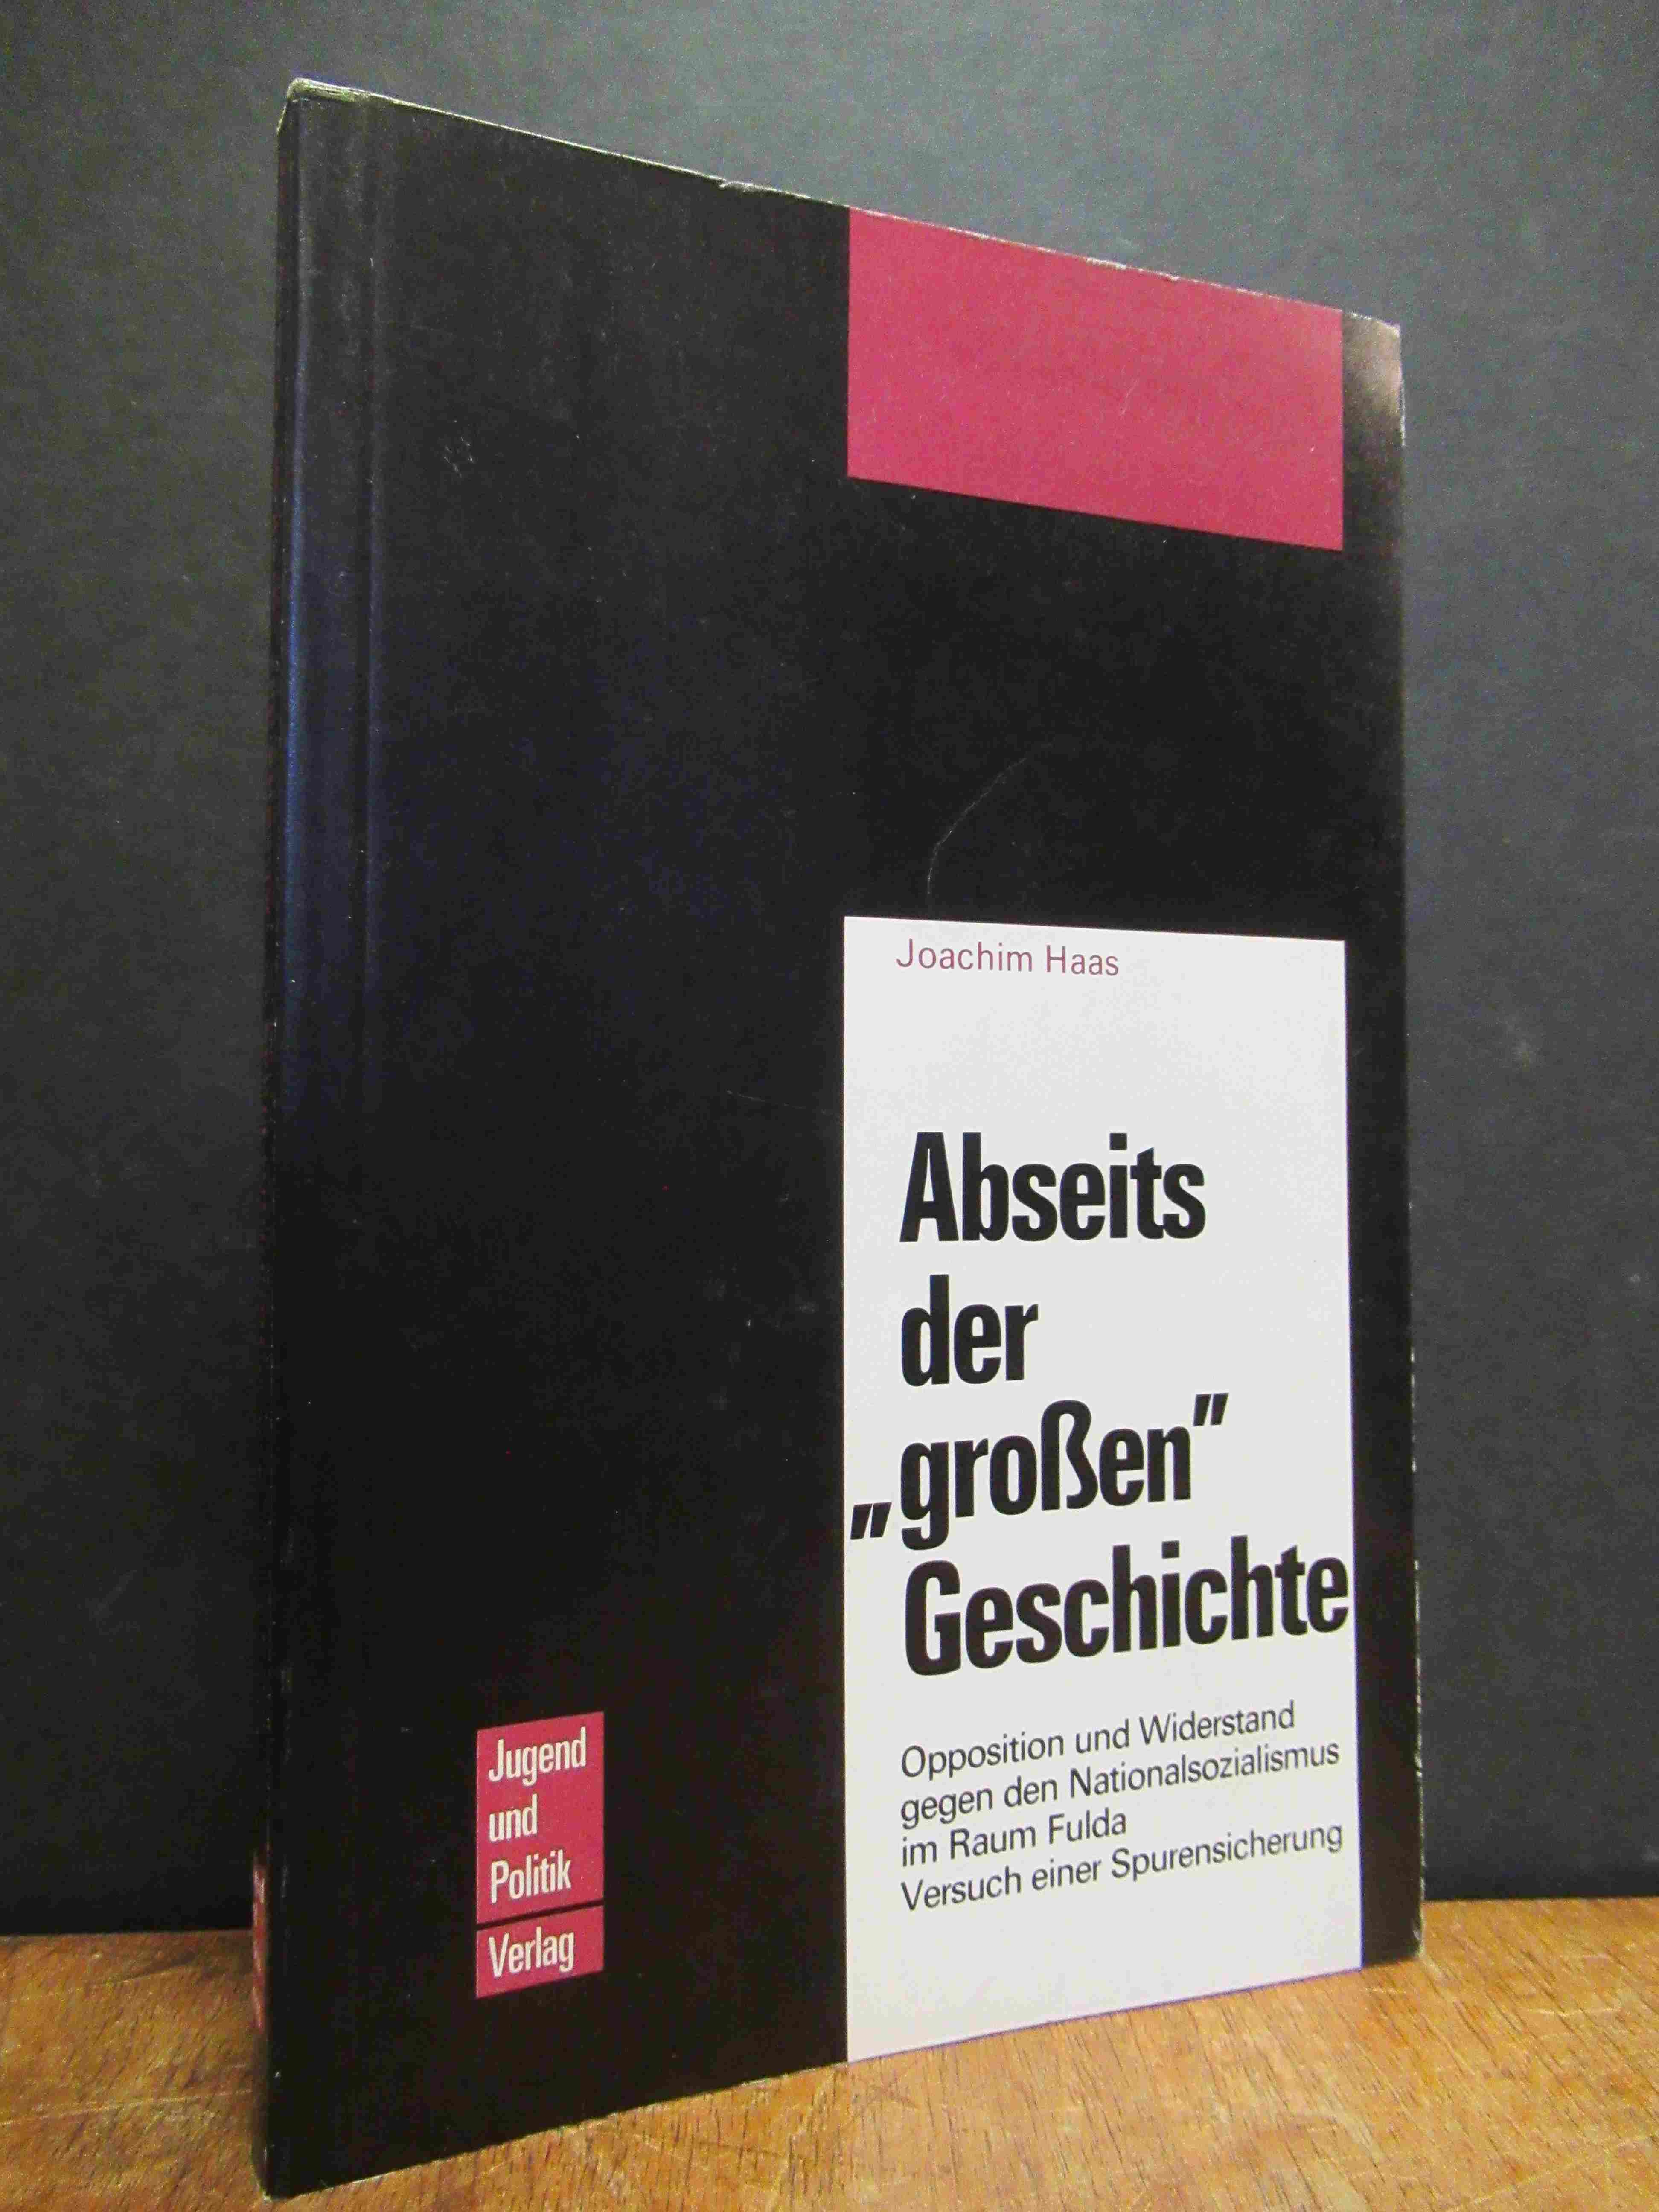 Joachim Haas
Abseits
der
„großen”
Geschichte
Opposition und Widerstand
gegen den Nationalsozialismus
im Raum Fulda
Versuch einer Spurensicherung
Jugend
und
Politik
Verlag